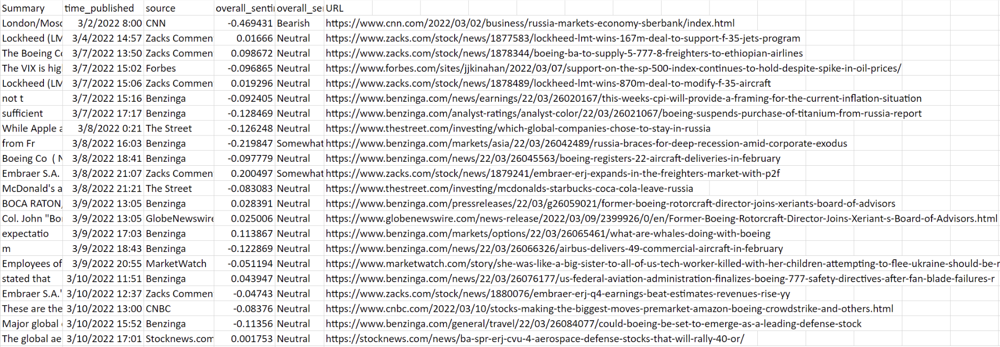 Summary time_published source overall_senti overall_se URL
London/Mosc 3/2/2022 8:00 CNN -0.469431 Bearish https://www.cnn.com/2022/03/02/business/russia-markets-economy-sberbank/index.html
Lockheed (LM 3/4/2022 14:57 Zacks Commen 0.01666 Neutral https://www.zacks.com/stock/news/1877583/lockheed-lmt-wins-167m-deal-to-support-f-35-jets-program
The Boeing Co 3/7/2022 13:50 Zacks Commen 0.098672 Neutral https://www.zacks.com/stock/news/1878344/boeing-ba-to-supply-5-777-8-freighters-to-ethiopian-airlines
The VIX is hig 3/7/2022 15:02 Forbes -0.096865 Neutral https://www.forbes.com/sites/jjkinahan/2022/03/07/support-on-the-sp-500-index-continues-to-hold-despite-spike-in-oil-prices/
Lockheed (LM 3/7/2022 15:06 Zacks Commen 0.019296 Neutral https://www.zacks.com/stock/news/1878489/lockheed-lmt-wins-870m-deal-to-modify-f-35-aircraft
not t 3/7/2022 15:16 Benzinga -0.092405 Neutral https://www.benzinga.com/news/earnings/22/03/26020167/this-weeks-cpi-will-provide-a-framing-for-the-current-inflation-situation
sufficient 3/7/2022 17:17 Benzinga -0.128469 Neutral https://www.benzinga.com/analyst-ratings/analyst-color/22/03/26021067/boeing-suspends-purchase-of-titanium-from-russia-report
While Apple a 3/8/2022 0:21 The Street -0.126248 Neutral https://www.thestreet.com/investing/which-global-companies-chose-to-stay-in-russia
from Fr 3/8/2022 16:03 Benzinga -0.219847 Somewhat https://www.benzinga.com/markets/asia/22/03/26042489/russia-braces-for-deep-recession-amid-corporate-exodus
Boeing Co ( N 3/8/2022 18:41 Benzinga -0.097779 Neutral https://www.benzinga.com/news/22/03/26045563/boeing-registers-22-aircraft-deliveries-in-february
Embraer S.A. 3/8/2022 21:07 Zacks Commen 0.200497 Somewhat https://www.zacks.com/stock/news/1879241/embraer-erj-expands-in-the-freighters-market-with-p2f
McDonald's a 3/8/2022 21:21 The Street -0.083083 Neutral https://www.thestreet.com/investing/mcdonalds-starbucks-coca-cola-leave-russia
BOCA RATON, 3/9/2022 13:05 Benzinga 0.028391 Neutral https://www.benzinga.com/pressreleases/22/03/g26059021/former-boeing-rotorcraft-director-joins-xeriants-board-of-advisors
Col. John "Bo 3/9/2022 13:05 GlobeNewswire 0.025006 Neutral https://www.globenewswire.com/news-release/2022/03/09/2399926/0/en/Former-Boeing-Rotorcraft-Director-Joins-Xeriant-s-Board-of-Advisors.html
expectatio 3/9/2022 17:03 Benzinga 0.113867 Neutral https://www.benzinga.com/markets/options/22/03/26065461/what-are-whales-doing-with-boeing
m 3/9/2022 18:43 Benzinga -0.122869 Neutral https://www.benzinga.com/news/22/03/26066326/airbus-delivers-49-commercial-aircraft-in-february
Employees of 3/9/2022 20:55 MarketWatch -0.051194 Neutral https://www.marketwatch.com/story/she-was-like-a-big-sister-to-all-of-us-tech-worker-killed-with-her-children-attempting-to-flee-ukraine-should-be-r
stated that 3/10/2022 11:51 Benzinga 0.043947 Neutral https://www.benzinga.com/news/22/03/26076177/us-federal-aviation-administration-finalizes-boeing-777-safety-directives-after-fan-blade-failures-r
Embraer S.A.' 3/10/2022 12:37 Zacks Commen -0.04743 Neutral https://www.zacks.com/stock/news/1880076/embraer-erj-q4-earnings-beat-estimates-revenues-rise-yy
These are the 3/10/2022 13:00 CNBC -0.08376 Neutral https://www.cnbc.com/2022/03/10/stocks-making-the-biggest-moves-premarket-amazon-boeing-crowdstrike-and-others.html
Major global 3/10/2022 15:52 Benzinga -0.11356 Neutral https://www.benzinga.com/general/travel/22/03/26084077/could-boeing-be-set-to-emerge-as-a-leading-defense-stock
The global ae 3/10/2022 17:01 Stocknews.com 0.001753 Neutral https://stocknews.com/news/ba-spr-erj-cvu-4-aerospace-defense-stocks-that-will-rally-40-or/